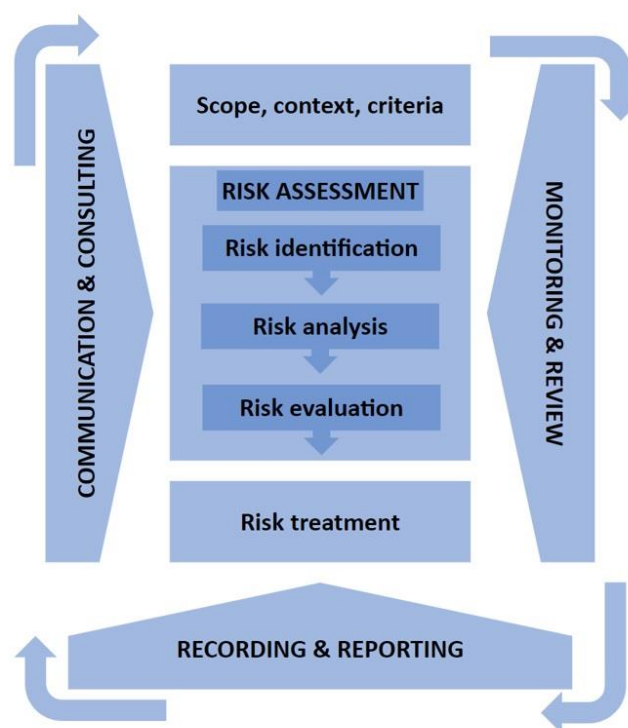 Scope, context, criteria
RISK ASSESSMENT
Risk identification
Risk analysis
Risk evaluation
Risk treatment
COMMUNICATION & CONSULTING
MONITORING & REVIEW
RECORDING & REPORTING